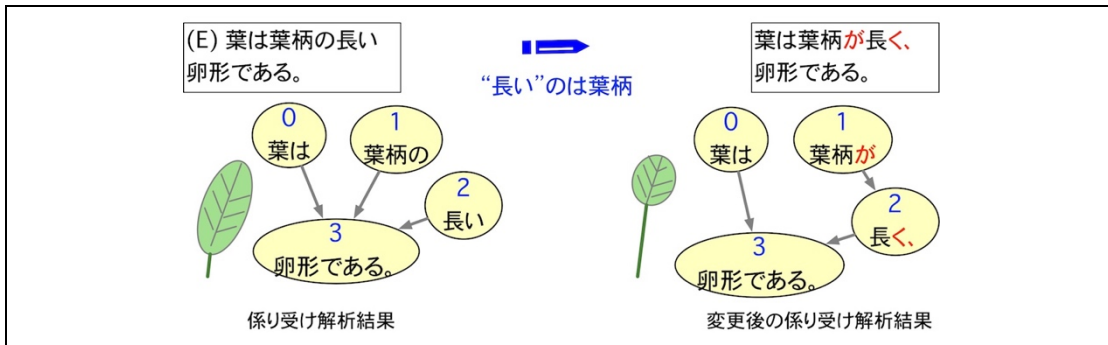 (E) 葉は葉柄の長い
卵形である。
0
葉は
1
葉柄の
2
長い
3
卵形である。
係り受け解析結果
“長い”のは葉柄
葉は葉柄が長く、
卵形である。
0
葉は
1
葉柄が
2
長く、
3
卵形である。
変更後の係り受け解析結果